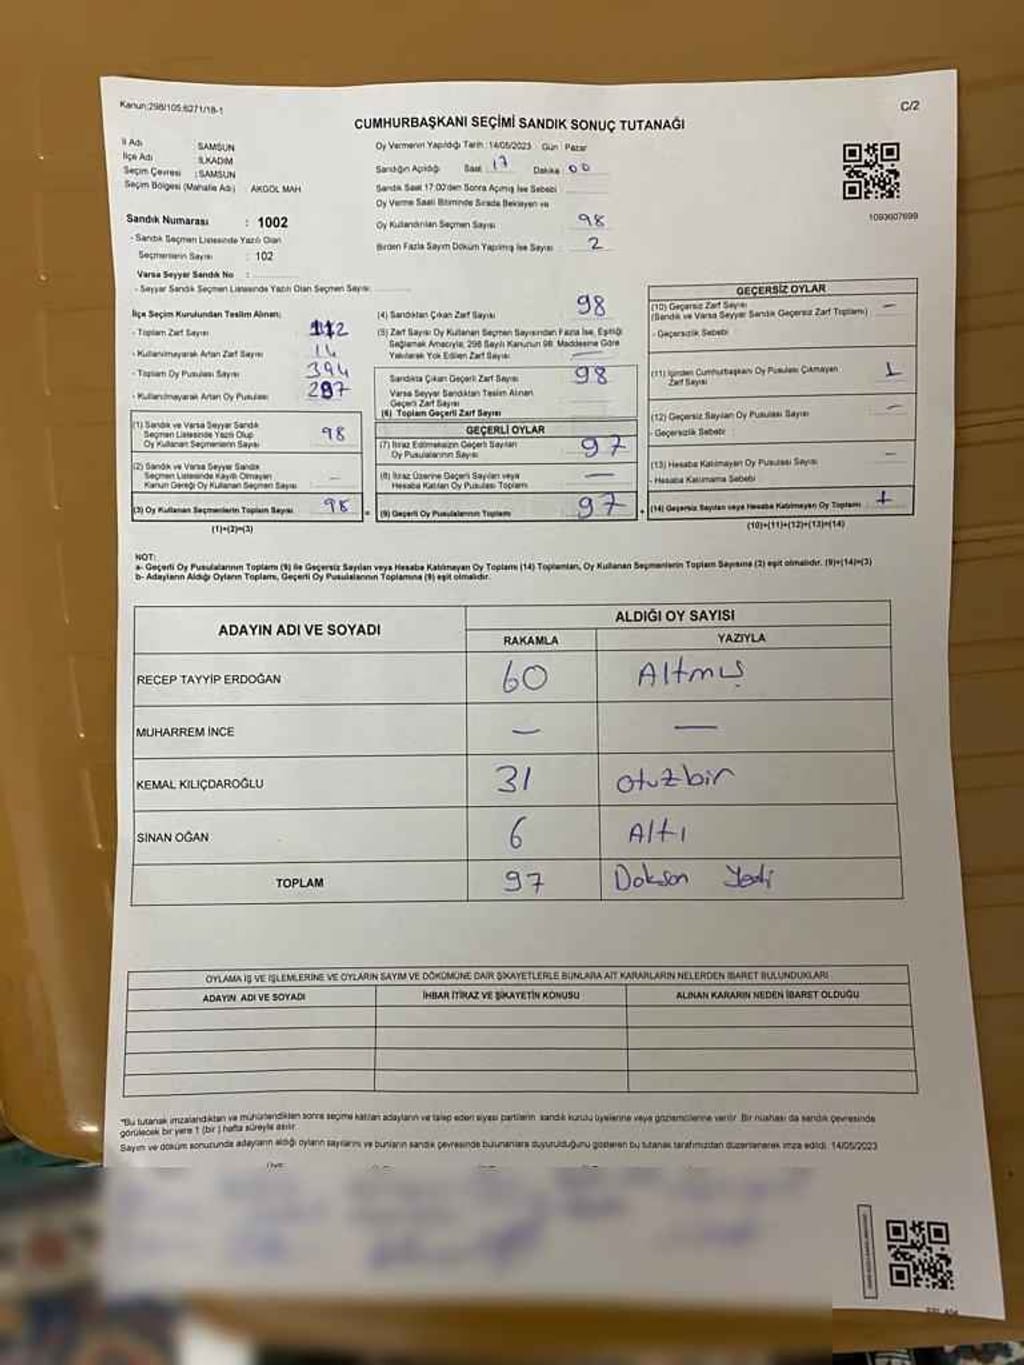 Kanun:298/105;6271/18-1
C/2
CUMHURBAŞKANI SEÇİMİ SANDIK SONUÇ TUTANAĞI
İl Adı SAMSUN
İlçe Adı İLKADIM
Seçim Çevresi : SAMSUN
Seçim Bölgesi (Mahalle Adı) AKGÖL MAH
Sandık Numarası : 1002
- Sandık Seçmen Listesinde Yazılı Olan
Seçmenlerin Sayısı : 102
Varsa Seyyar Sandık No :
- Seyyar Sandık Seçmen Listesinde Yazılı Olan Seçmen Sayısı:
Oy Vermenin Yapıldığı Tarih :14/05/2023 Gün : Pazar
Sandığın Açıldığı Saat 17 Dakika 00
Sandık Saat 17:00'den Sonra Açılmış İse Sebebi
Oy Verme Saati Bitiminde Sırada Bekleyen ve
Oy Kullandırılan Seçmen Sayısı 98
Birden Fazla Sayım Döküm Yapılmış İse Sayısı 2
1093607699
İlçe Seçim Kurulundan Teslim Alınan:
- Toplam Zarf Sayısı 112
- Kullanılmayarak Artan Zarf Sayısı 14
- Toplam Oy Pusulası Sayısı 394
- Kullanılmayarak Artan Oy Pusulası 297
(1) Sandık ve Varsa Seyyar Sandık
Seçmen Listesinde Yazılı Olup
Oy Kullanan Seçmenlerin Sayısı 98
(2) Sandık ve Varsa Seyyar Sandık
Seçmen Listesinde Kayıtlı Olmayan
Kanun Gereği Oy Kullanan Seçmen Sayısı —
(3) Oy Kullanan Seçmenlerin Toplam Sayısı 98
(1)+(2)=(3)
=
(4) Sandıktan Çıkan Zarf Sayısı 98
(5) Zarf Sayısı Oy Kullanan Seçmen Sayısından Fazla İse, Eşitliği
Sağlamak Amacıyla, 298 Sayılı Kanunun 98. Maddesine Göre
Yakılarak Yok Edilen Zarf Sayısı —
Sandıkta Çıkan Geçerli Zarf Sayısı 98
Varsa Seyyar Sandıktan Teslim Alınan
Geçerli Zarf Sayısı
(6) Toplam Geçerli Zarf Sayısı
GEÇERLİ OYLAR
(7) İtiraz Edilmeksizin Geçerli Sayılan
Oy Pusulalarının Sayısı 97
(8) İtiraz Üzerine Geçerli Sayılan veya
Hesaba Katılan Oy Pusulası Toplamı —
(9) Geçerli Oy Pusulalarının Toplamı 97
+
GEÇERSİZ OYLAR
(10) Geçersiz Zarf Sayısı —
(Sandık ve Varsa Seyyar Sandık Geçersiz Zarf Toplamı)
- Geçersizlik Sebebi
(11) İçinden Cumhurbaşkanı Oy Pusulası Çıkmayan
Zarf Sayısı 1
(12) Geçersiz Sayılan Oy Pusulası Sayısı —
- Geçersizlik Sebebi :
(13) Hesaba Katılmayan Oy Pusulası Sayısı —
- Hesaba Katılmama Sebebi
(14) Geçersiz Sayılan veya Hesaba Katılmayan Oy Toplamı 1
(10)+(11)+(12)+(13)=(14)
NOT:
a- Geçerli Oy Pusulalarının Toplamı (9) ile Geçersiz Sayılan veya Hesaba Katılmayan Oy Toplamı (14) Toplamları, Oy Kullanan Seçmenlerin Toplam Sayısına (3) eşit olmalıdır. (9)+(14)=(3)
b- Adayların Aldığı Oyların Toplamı, Geçerli Oy Pusulalarının Toplamına (9) eşit olmalıdır.
ADAYIN ADI VE SOYADI
ALDIĞI OY SAYISI
RAKAMLA YAZIYLA
RECEP TAYYİP ERDOĞAN 60 Altmış
MUHARREM İNCE — —
KEMAL KILIÇDAROĞLU 31 otuzbir
SİNAN OĞAN 6 Altı
TOPLAM 97 Doksan Yedi
OYLAMA İŞ VE İŞLEMLERİNE VE OYLARIN SAYIM VE DÖKÜMÜNE DAİR ŞİKAYETLERLE BUNLARA AİT KARARLARIN NELERDEN İBARET BULUNDUKLARI
ADAYIN ADI VE SOYADI İHBAR İTİRAZ VE ŞİKAYETİN KONUSU ALINAN KARARIN NEDEN İBARET OLDUĞU
"Bu tutanak imzalandıktan ve mühürlendikten sonra seçime katılan adayların ve talep eden siyasi partilerin sandık kurulu üyelerine veya gözlemcilerine verilir. Bir nüshası da sandık çevresinde
görülecek bir yere 1 (bir) hafta süreyle asılır.
Sayım ve döküm sonucunda adayların aldığı oyların sayılarını ve bunların sandık çevresinde bulunanlara duyurulduğunu gösteren bu tutanak tarafımızdan düzenlenerek imza edildi. 14/05/2023